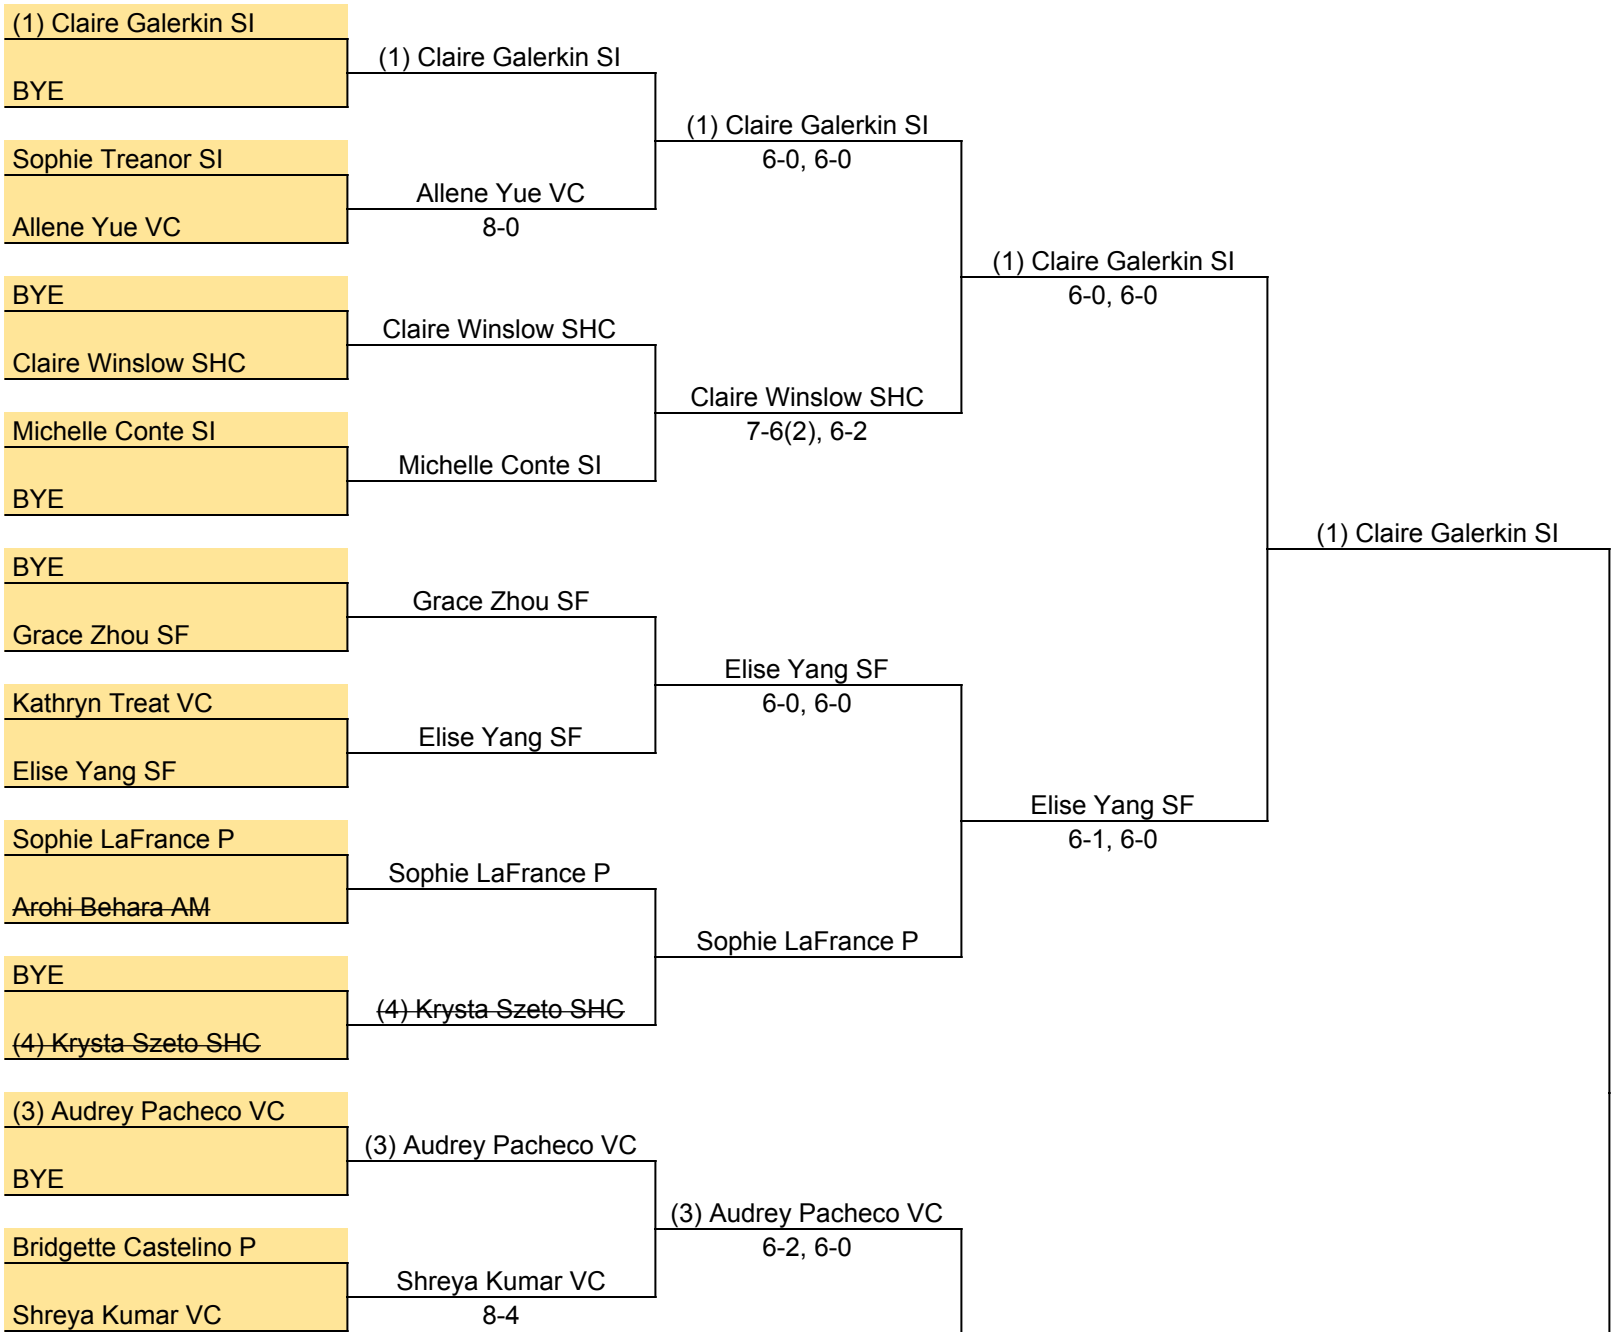 (1) Claire Galerkin SI
(1) Claire Galerkin SI
BYE
(1) Claire Galerkin SI
6-0, 6-0
Sophie Treanor SI
Allene Yue VC
Allene Yue VC
8-0
(1) Claire Galerkin SI
6-0, 6-0
BYE
Claire Winslow SHC
Claire Winslow SHC
Claire Winslow SHC
7-6(2), 6-2
Michelle Conte SI
Michelle Conte SI
BYE
(1) Claire Galerkin SI
BYE
Grace Zhou SF
Grace Zhou SF
Elise Yang SF
6-0, 6-0
Kathryn Treat VC
Elise Yang SF
Elise Yang SF
Elise Yang SF
6-1, 6-0
Sophie LaFrance P
Sophie LaFrance P
Arohi Behara AM
Sophie LaFrance P
BYE
(4) Krysta Szeto SHC
(4) Krysta Szeto SHC
(3) Audrey Pacheco VC
(3) Audrey Pacheco VC
BYE
(3) Audrey Pacheco VC
6-2, 6-0
Bridgette Castelino P
Shreya Kumar VC
Shreya Kumar VC
8-4